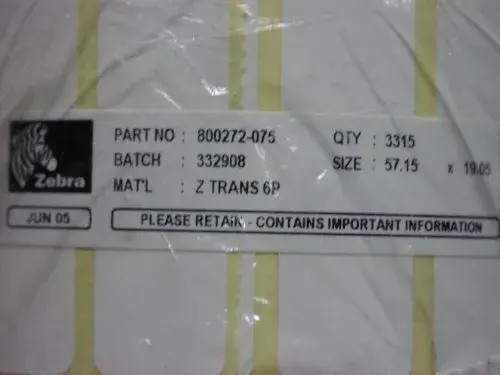 PART NO : 800272-075 QTY : 3315
BATCH : 332908 SIZE : 57.15 x 19.05
Zebra MAT'L : Z TRANS 6P
JUN 05 PLEASE RETAIN - CONTAINS IMPORTANT INFORMATION